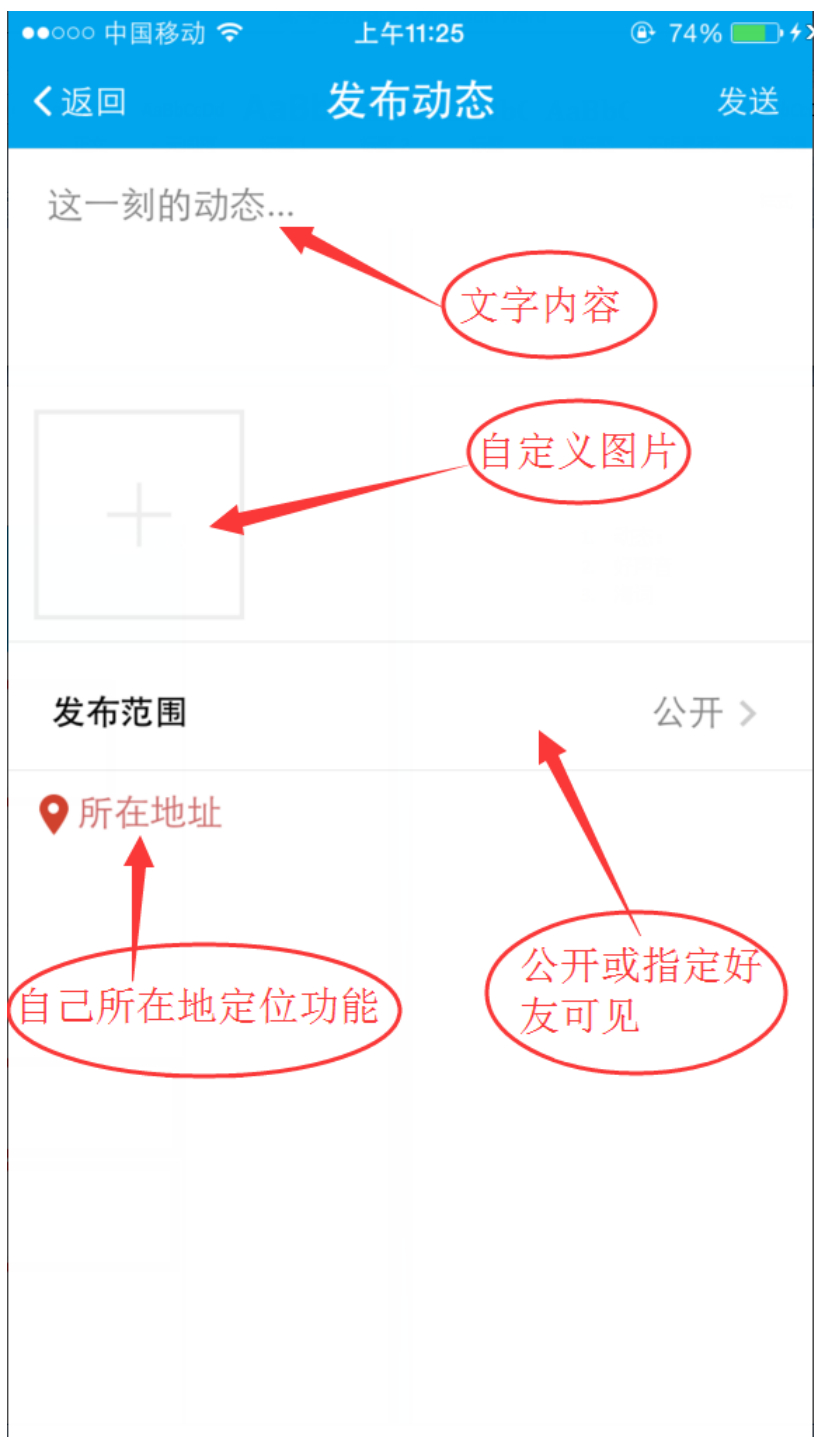 中国移动 上午11:25 74%
返回 发布动态 发送
这一刻的动态...
文字内容
自定义图片
发布范围 公开
所在地址
自己所在地定位功能
公开或指定好
友可见